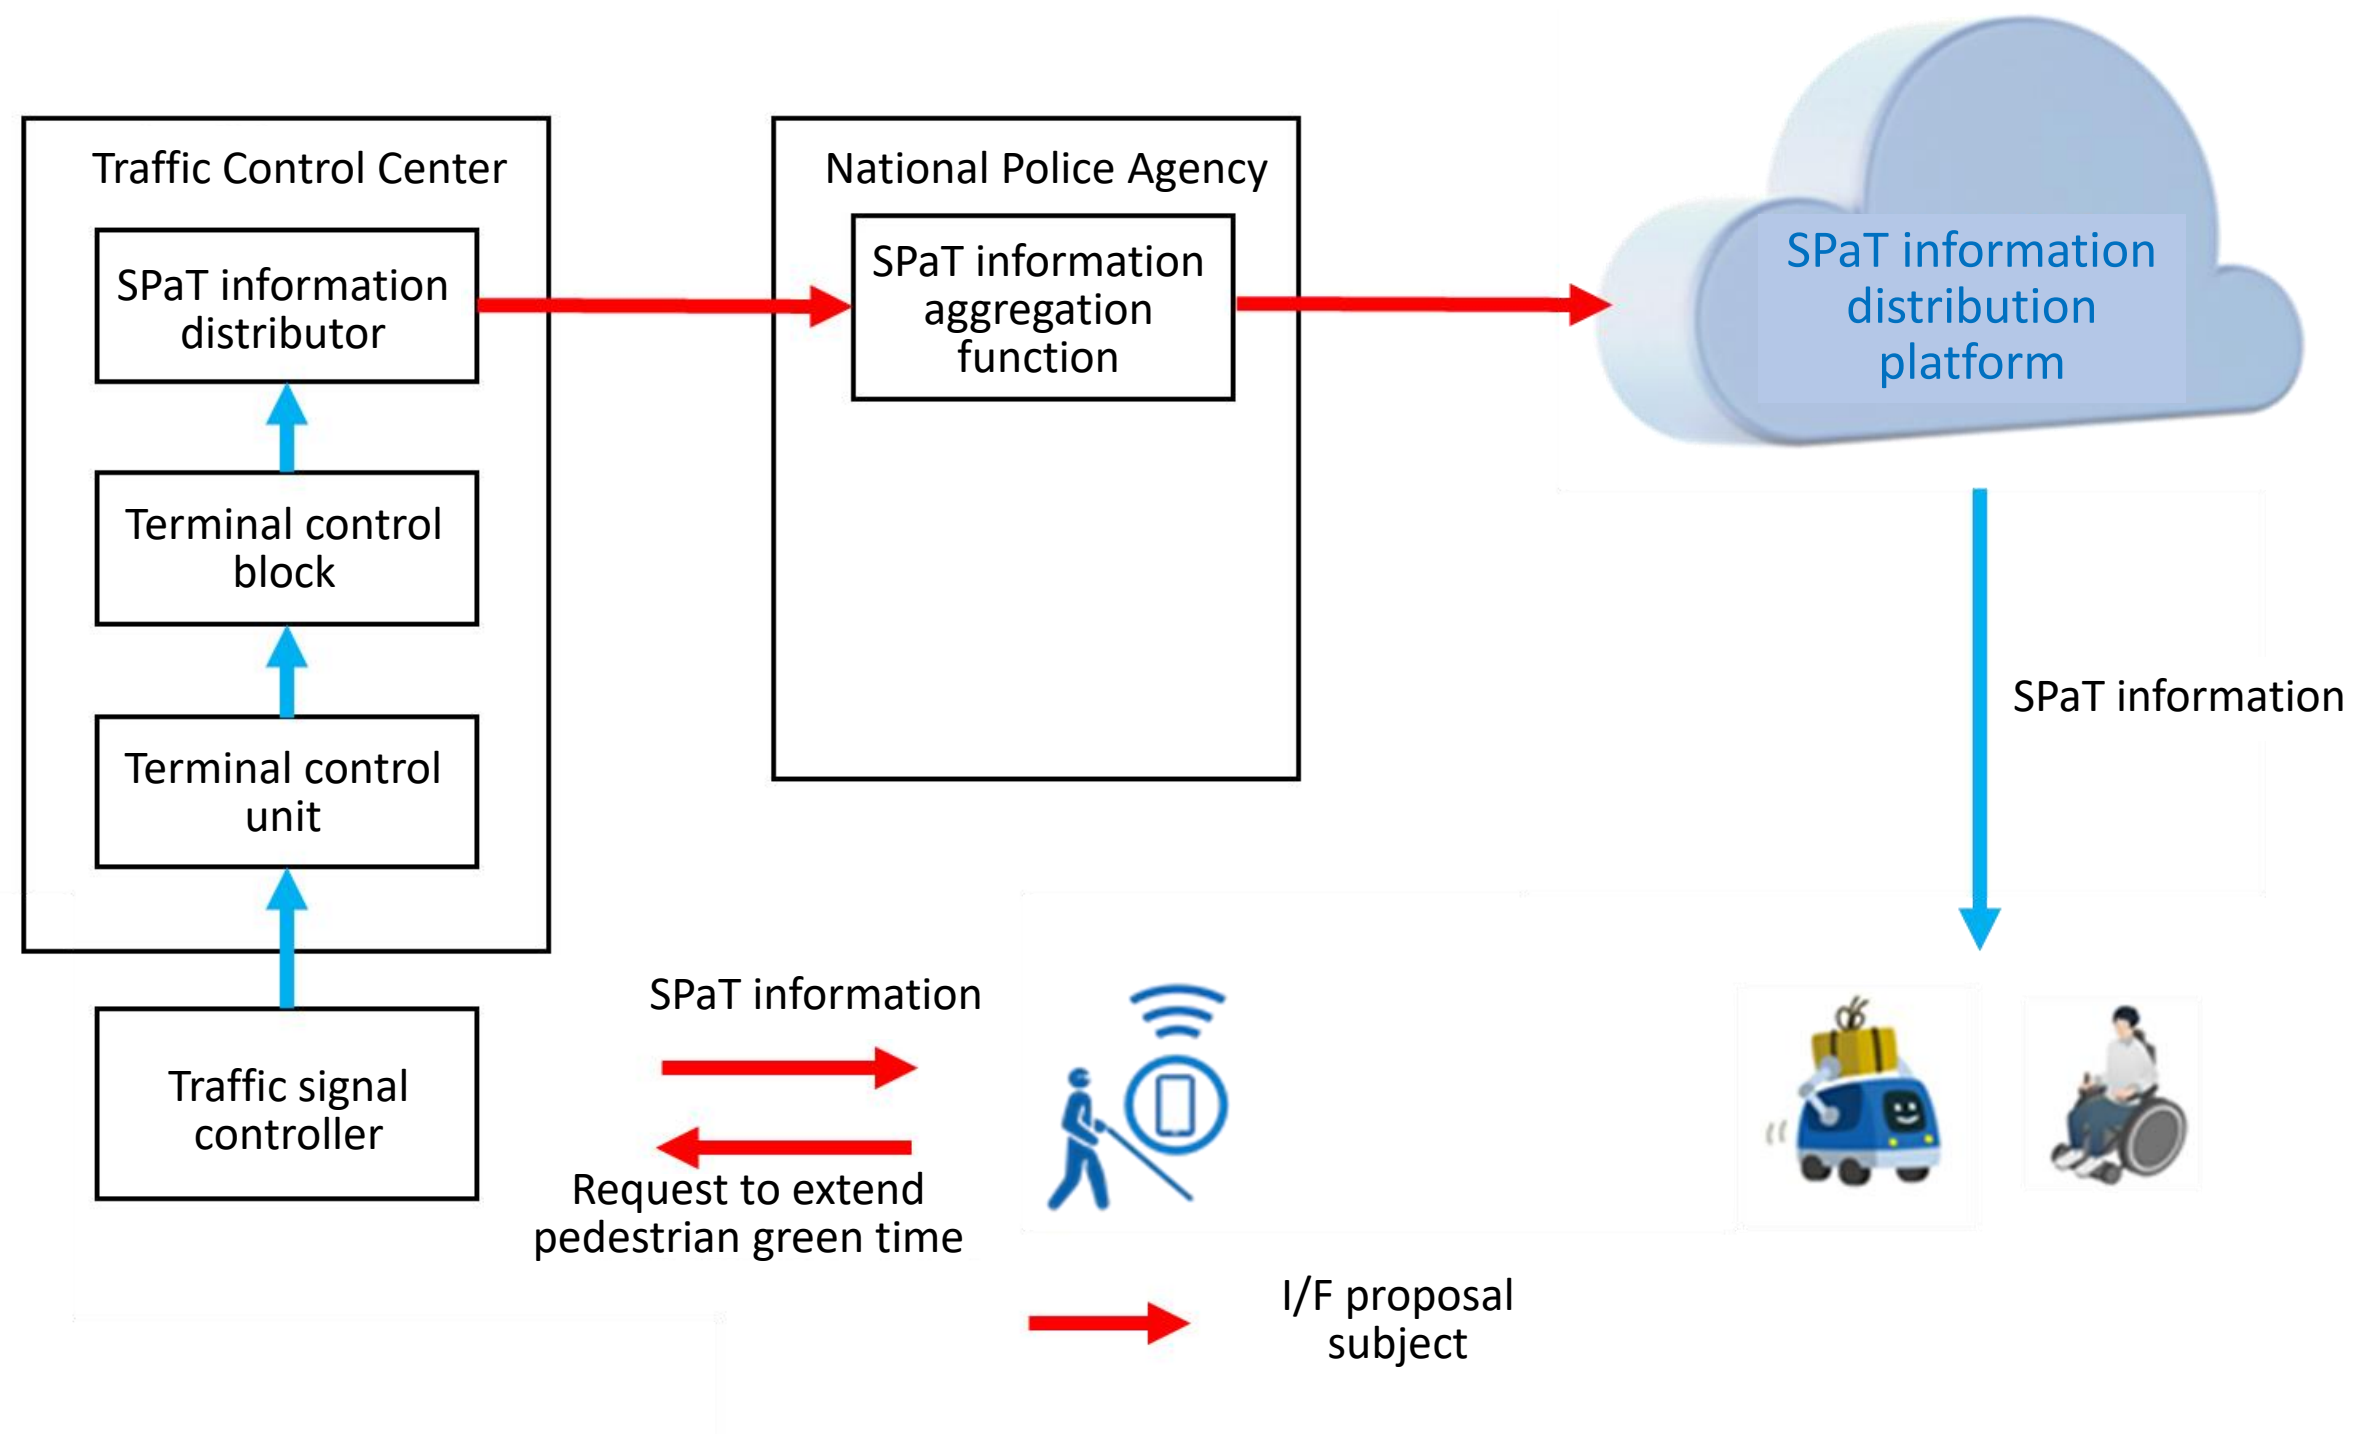 Traffic Control Center
SPaT information
distributor
Terminal control
block
Terminal control
unit
Traffic signal
controller
National Police Agency
SPaT information
aggregation
function
SPaT information
distribution
platform
SPaT information
SPaT information
Request to extend
pedestrian green time
I/F proposal
subject